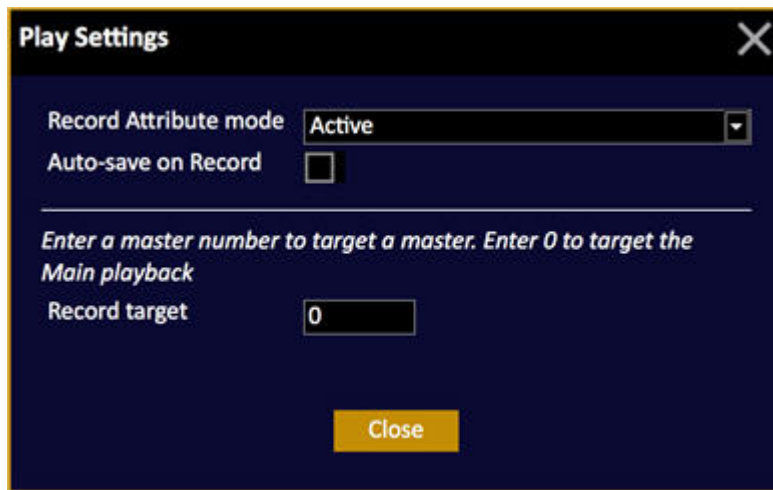 Play Settings
Record Attribute mode Active
Auto-save on Record
Enter a master number to target a master. Enter 0 to target the
Main playback
Record target 0
Close